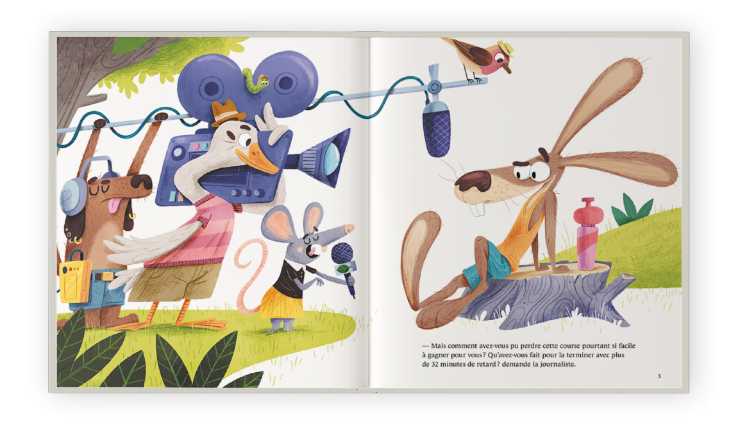 — Mais comment avez-vous pu perdre cette course pourtant si facile
à gagner pour vous ? Qu'avez-vous fait pour la terminer avec plus
de 32 minutes de retard ? demande la journaliste.
5